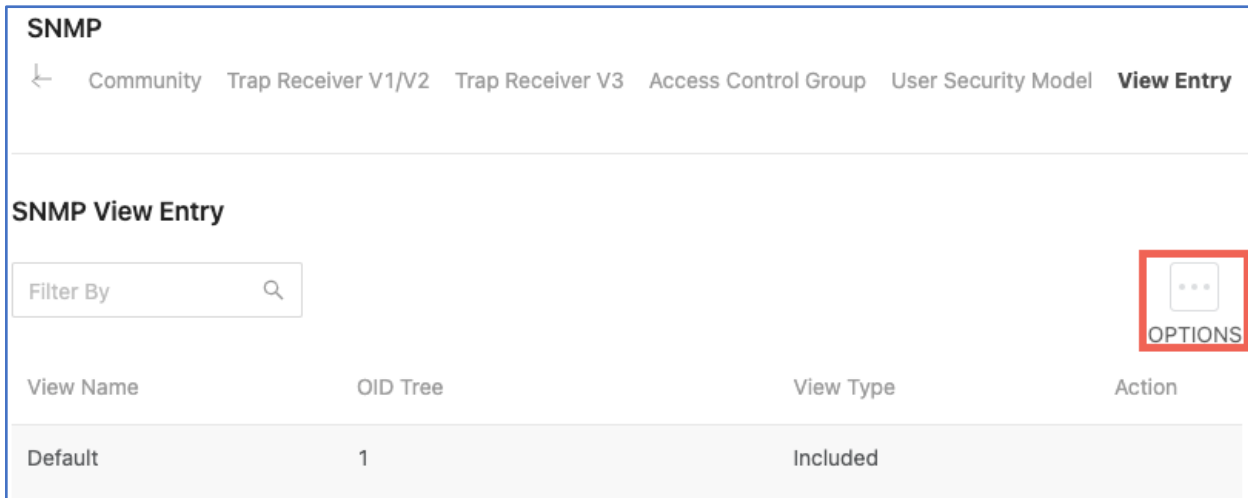 SNMP
Community Trap Receiver V1/V2 Trap Receiver V3 Access Control Group User Security Model View Entry
SNMP View Entry
Filter By
OPTIONS
View Name OID Tree View Type Action
Default 1 Included